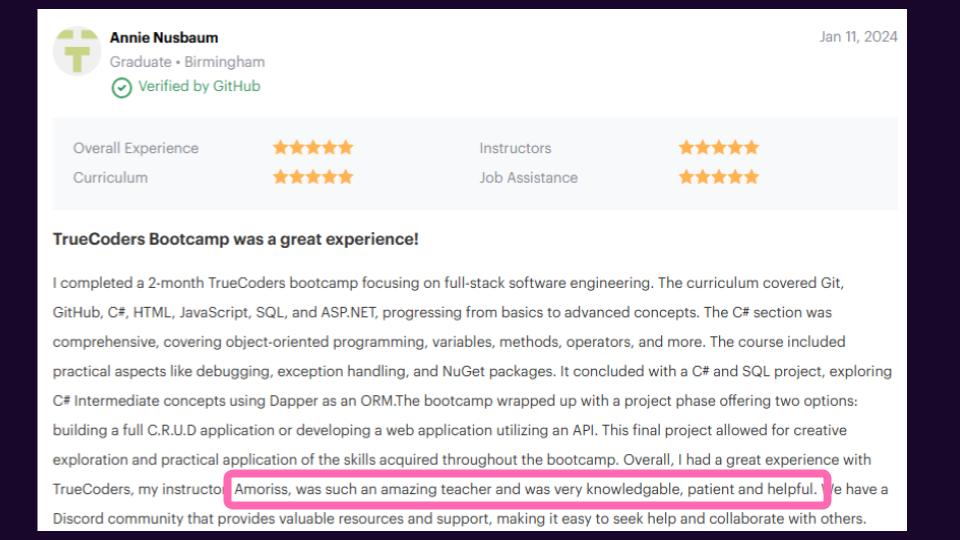 Annie Nusbaum
Jan 11, 2024
Graduate • Birmingham
Verified by GitHub
Overall Experience
Instructors
Curriculum
Job Assistance
TrueCoders Bootcamp was a great experience!
I completed a 2-month TrueCoders bootcamp focusing on full-stack software engineering. The curriculum covered Git,
GitHub, C#, HTML, JavaScript, SQL, and ASP.NET, progressing from basics to advanced concepts. The C# section was
comprehensive, covering object-oriented programming, variables, methods, operators, and more. The course included
practical aspects like debugging, exception handling, and NuGet packages. It concluded with a C# and SQL project, exploring
C# Intermediate concepts using Dapper as an ORM.The bootcamp wrapped up with a project phase offering two options:
building a full C.R.U.D application or developing a web application utilizing an API. This final project allowed for creative
exploration and practical application of the skills acquired throughout the bootcamp. Overall, I had a great experience with
TrueCoders, my instructor Amoriss, was such an amazing teacher and was very knowledgable, patient and helpful. We have a
Discord community that provides valuable resources and support, making it easy to seek help and collaborate with others.